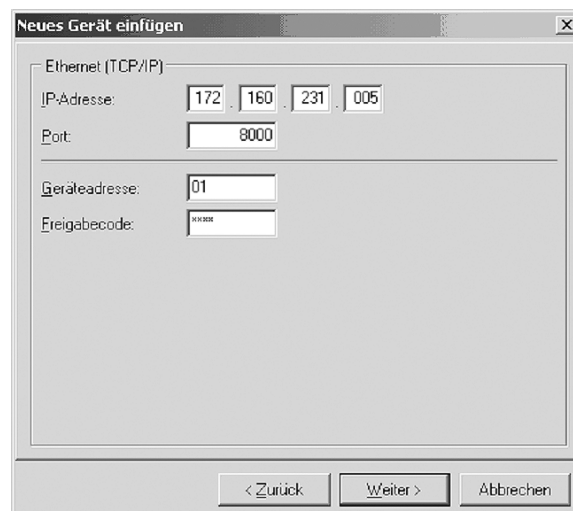 Neues Gerät einfügen
Ethernet (TCP/IP)
IP-Adresse: 172 . 160 . 231 . 005
Port: 8000
Geräteadresse: 01
Freigabecode: ****
< Zurück Weiter > Abbrechen